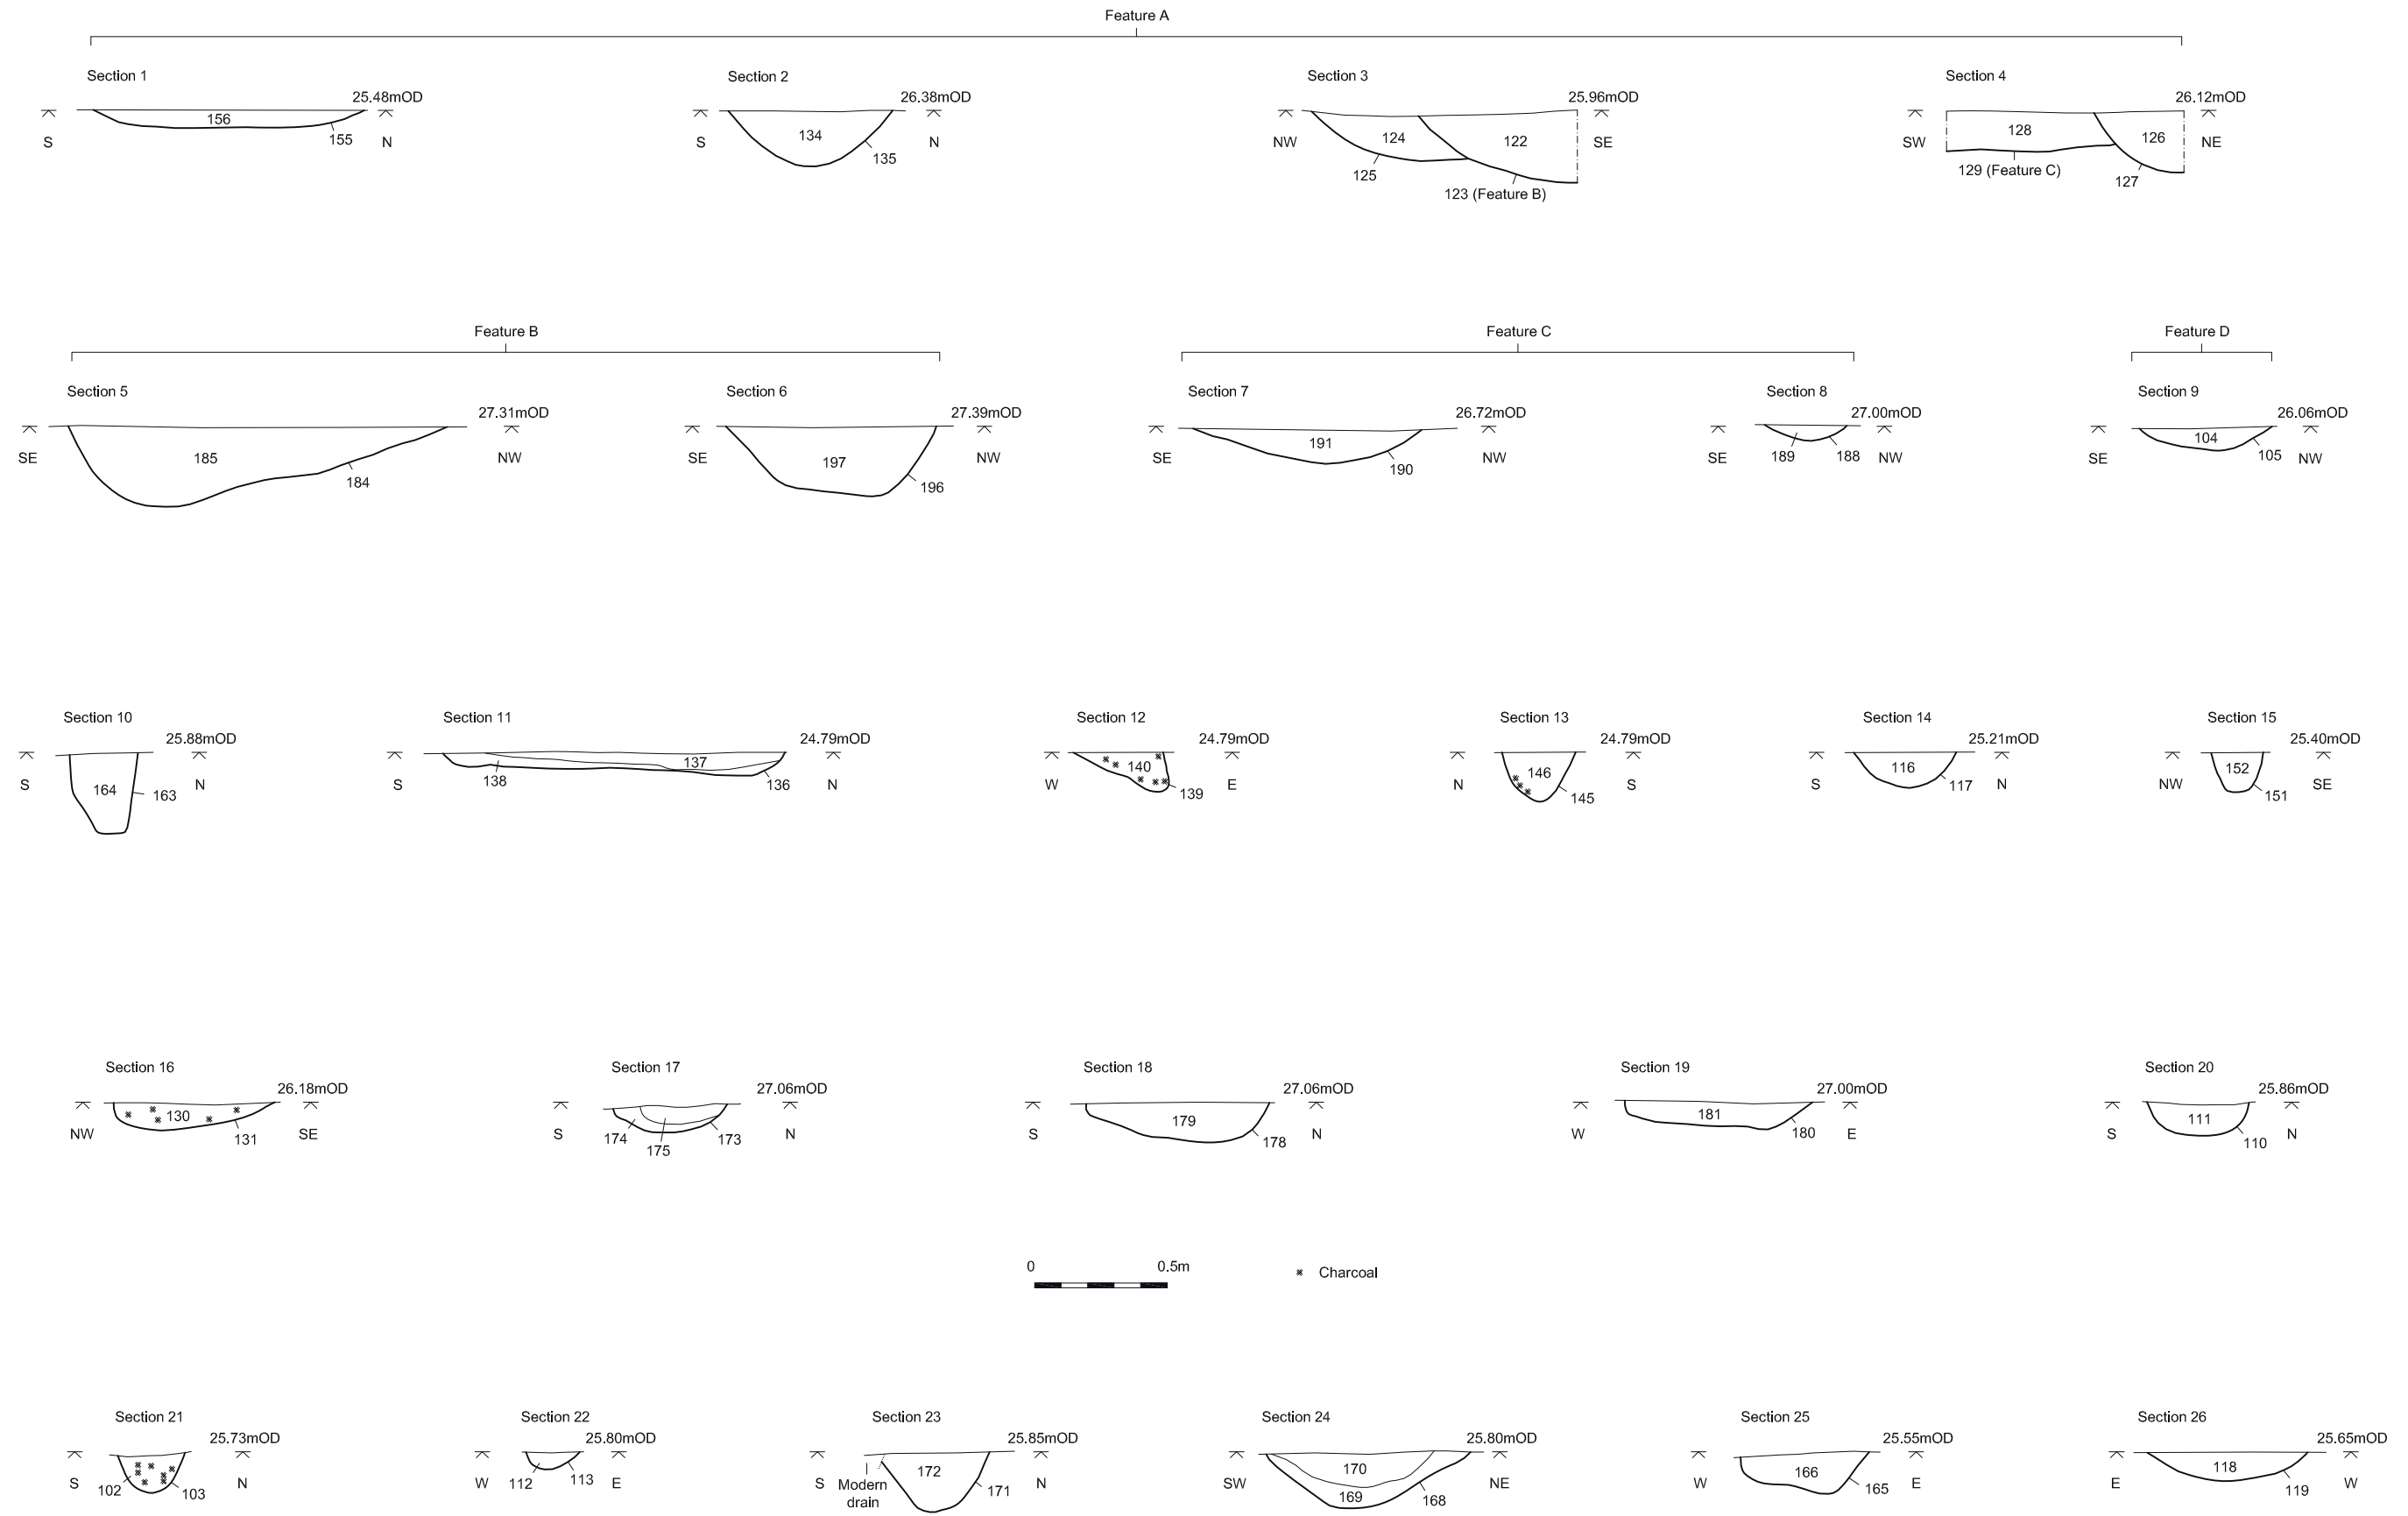 Feature A
Section 1
Section 2
Section 3
Section 4
25.48mOD
26.38mOD
25.96mOD
26.12mOD
S
156
155
N
S
134
135
N
NW
124
122
125
123 (Feature B)
SE
SW
128
126
129 (Feature C)
127
NE
Feature B
Feature C
Feature D
Section 5
Section 6
Section 7
Section 8
Section 9
27.31mOD
27.39mOD
26.72mOD
27.00mOD
26.06mOD
SE
185
184
NW
SE
197
196
NW
SE
191
190
NW
SE
189
188
NW
SE
104
105
NW
Section 10
Section 11
Section 12
Section 13
Section 14
Section 15
25.88mOD
24.79mOD
24.79mOD
24.79mOD
25.21mOD
25.40mOD
S
164
163
N
S
138
137
136
N
W
140
139
E
N
146
145
S
S
116
117
N
NW
152
151
SE
Section 16
Section 17
Section 18
Section 19
Section 20
26.18mOD
27.06mOD
27.06mOD
27.00mOD
25.86mOD
NW
130
131
SE
S
174
175
173
N
S
179
178
N
W
181
180
E
S
111
110
N
0
0.5m
Charcoal
Section 21
Section 22
Section 23
Section 24
Section 25
Section 26
25.73mOD
25.80mOD
25.85mOD
25.80mOD
25.55mOD
25.65mOD
S
102
103
N
W
112
113
E
S
Modern
drain
172
171
N
SW
170
169
168
NE
W
166
165
E
E
118
119
W